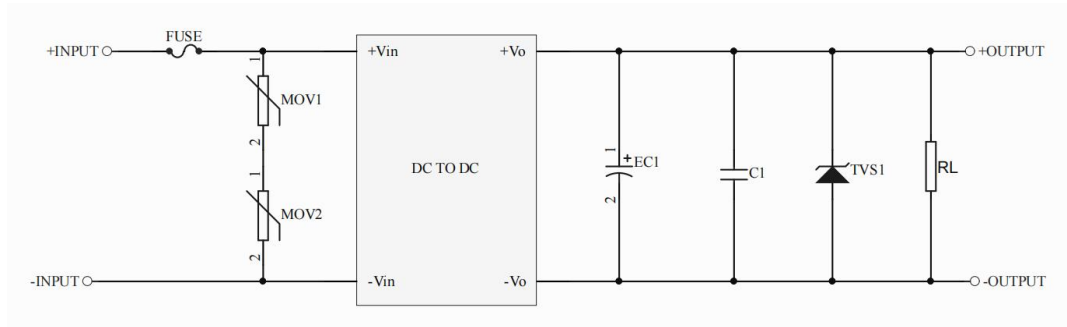 FUSE
+INPUT
+Vin
+Vo
+OUTPUT
1
MOV1
2
1
MOV2
2
DC TO DC
1
+
EC1
2
C1
TVS1
RL
-INPUT
-Vin
-Vo
-OUTPUT